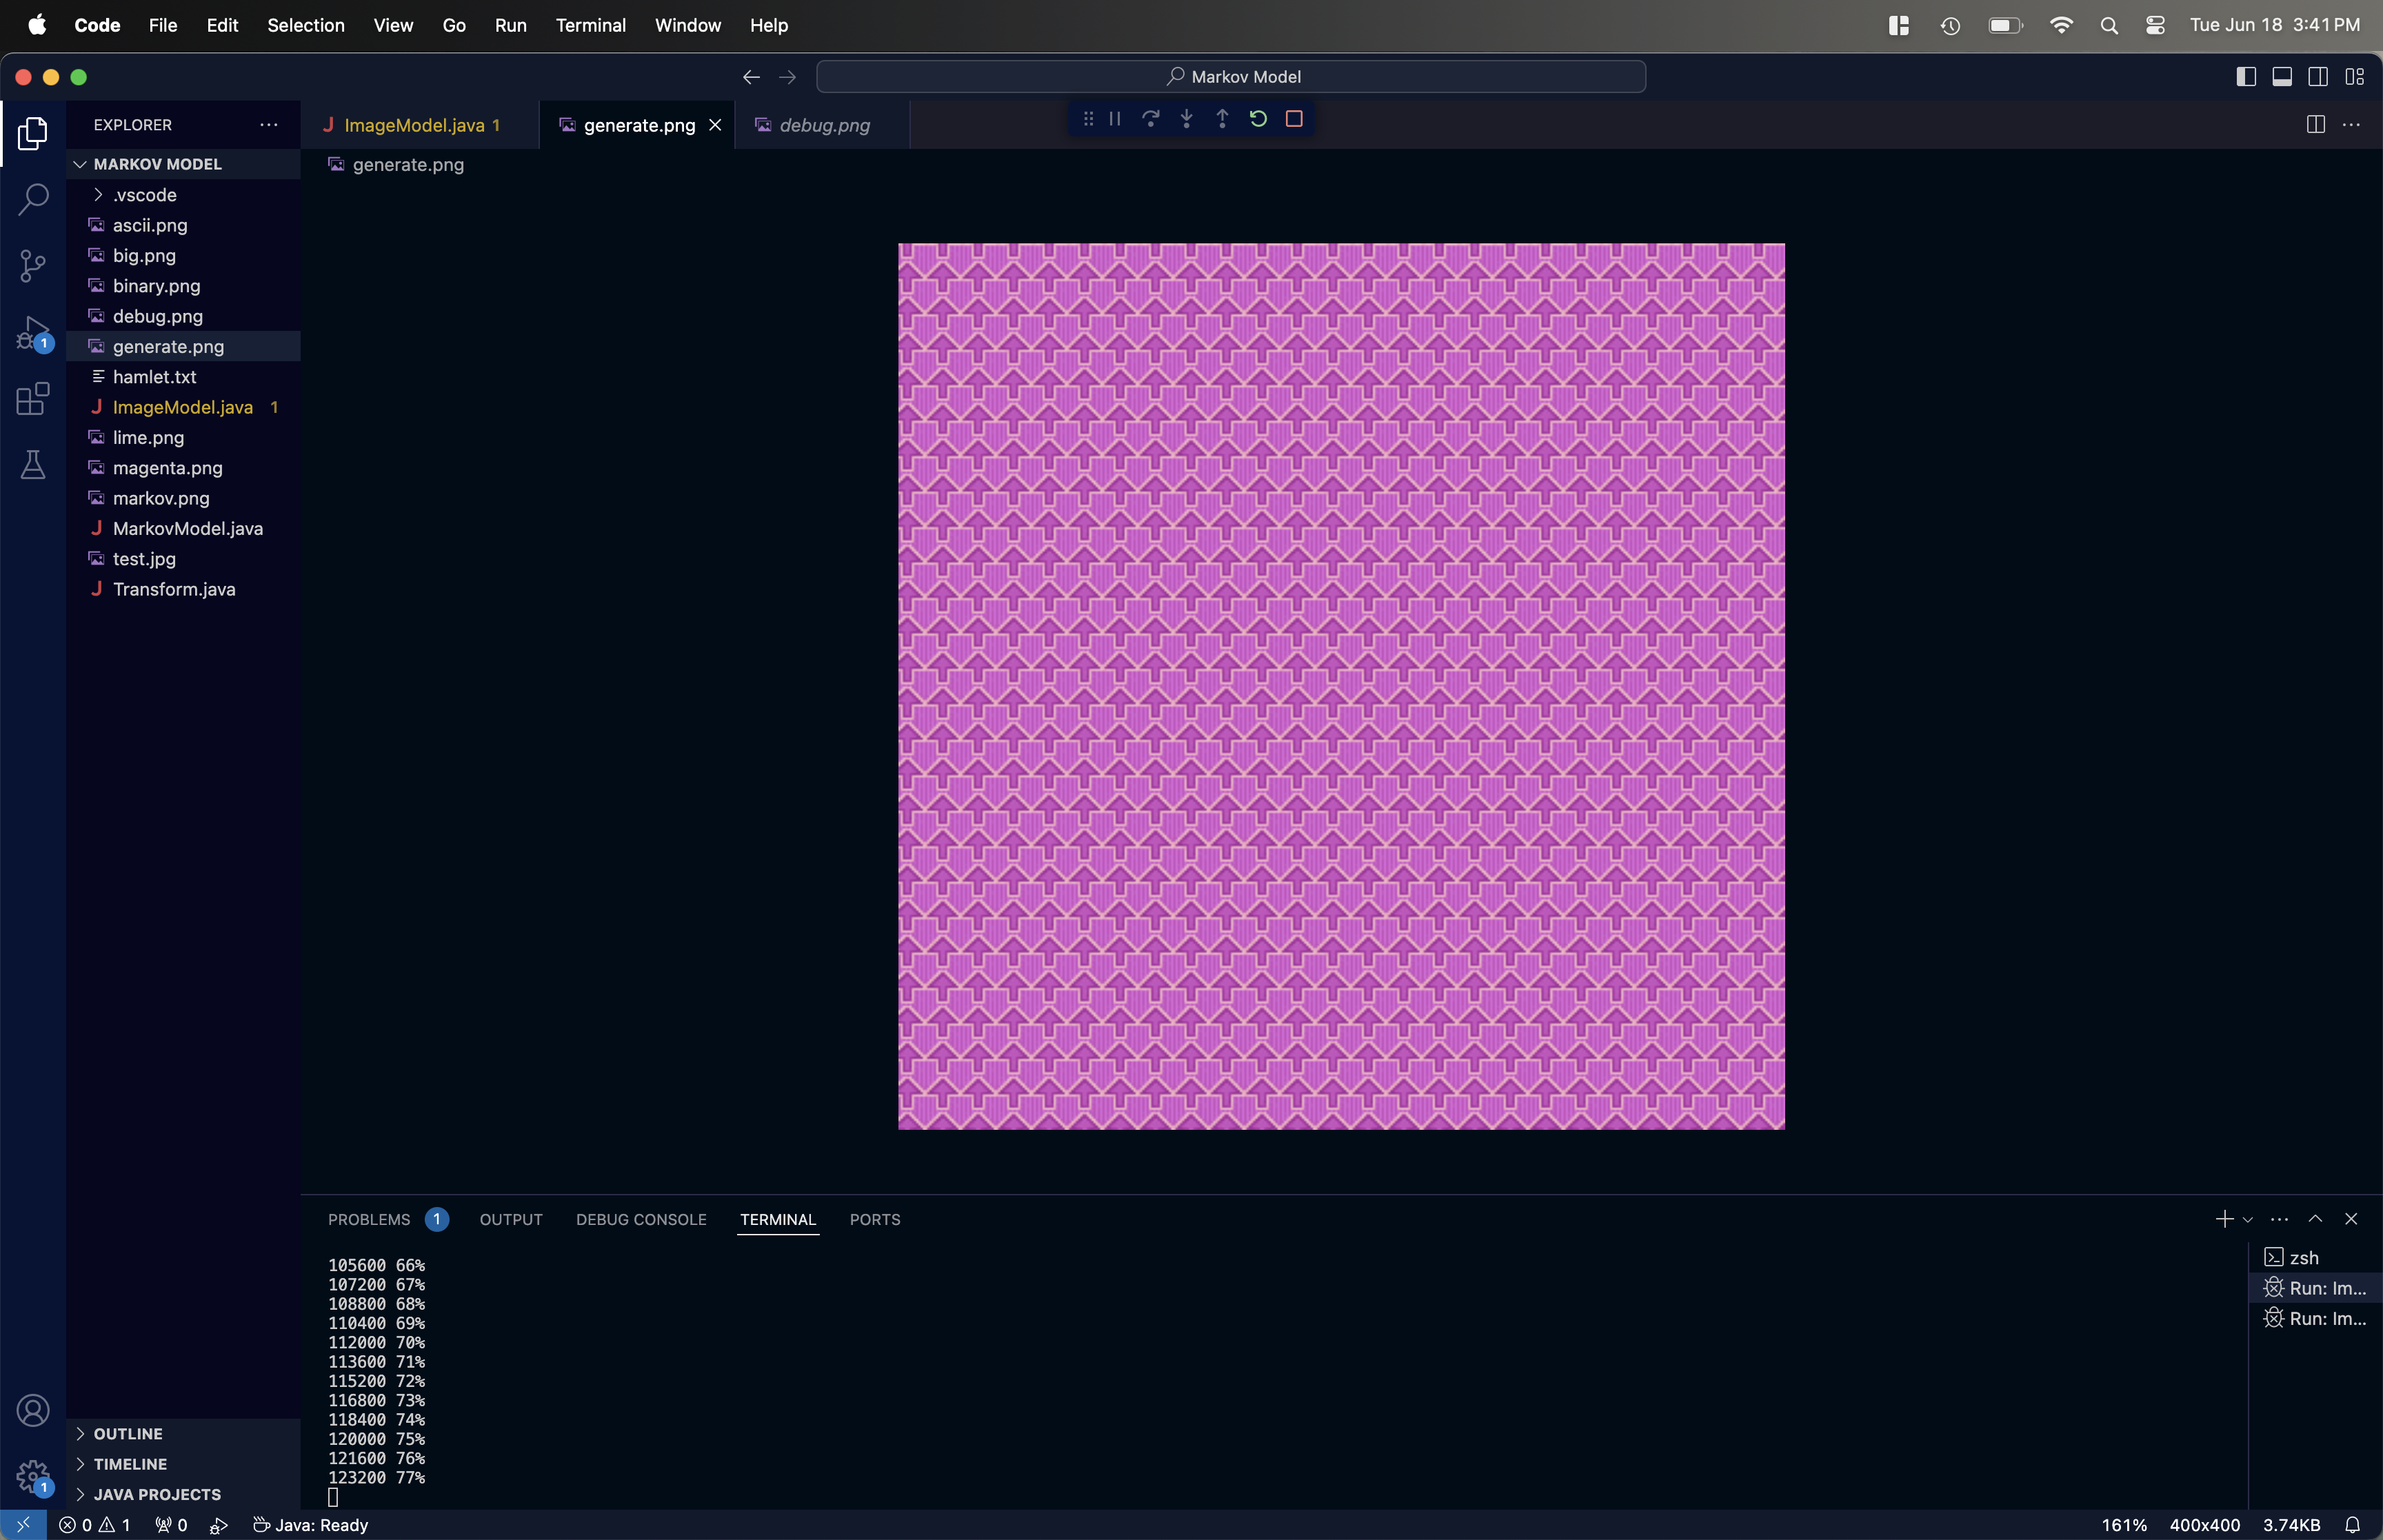 Code File Edit Selection View Go Run Terminal Window Help Tue Jun 18 3:41 PM
Markov Model
EXPLORER
ImageModel.java 1 generate.png debug.png
MARKOV MODEL
generate.png
.vscode
ascii.png
big.png
binary.png
debug.png
1
generate.png
hamlet.txt
ImageModel.java 1
lime.png
magenta.png
markov.png
MarkovModel.java
test.jpg
Transform.java
PROBLEMS 1 OUTPUT DEBUG CONSOLE TERMINAL PORTS
105600 66%
107200 67%
108800 68%
110400 69%
112000 70%
113600 71%
115200 72%
116800 73%
118400 74%
120000 75%
121600 76%
123200 77%
zsh
Run: Im...
Run: Im...
OUTLINE
TIMELINE
1
JAVA PROJECTS
0 1 0 Java: Ready 161% 400x400 3.74KB